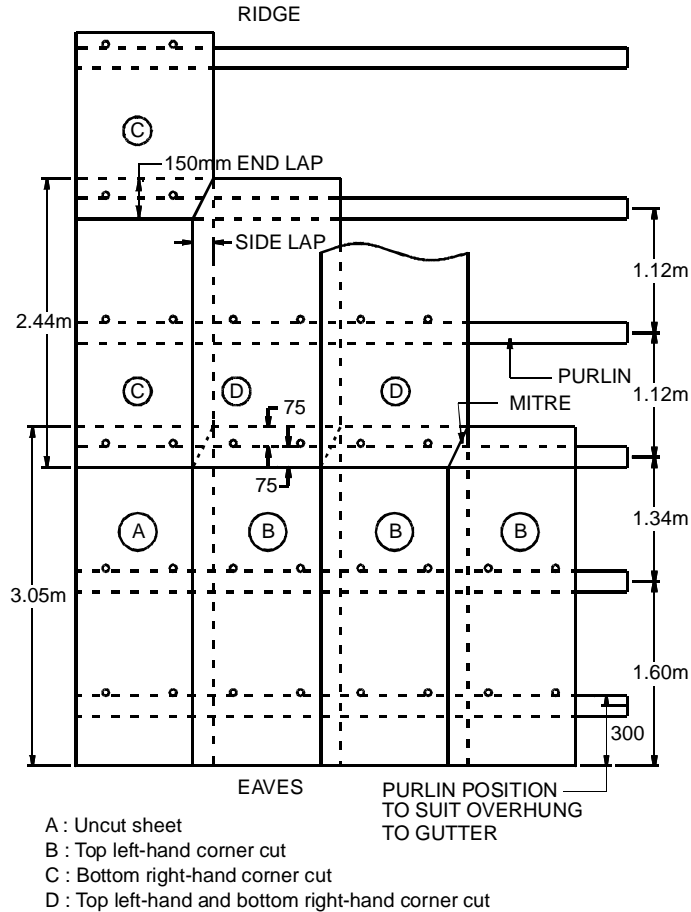 RIDGE
C
150mm END LAP
SIDE LAP
1.12m
2.44m
PURLIN
C
D
D
1.12m
MITRE
75
75
A
B
B
B
1.34m
3.05m
1.60m
300
EAVES
PURLIN POSITION
TO SUIT OVERHUNG
TO GUTTER
A : Uncut sheet
B : Top left-hand corner cut
C : Bottom right-hand corner cut
D : Top left-hand and bottom right-hand corner cut